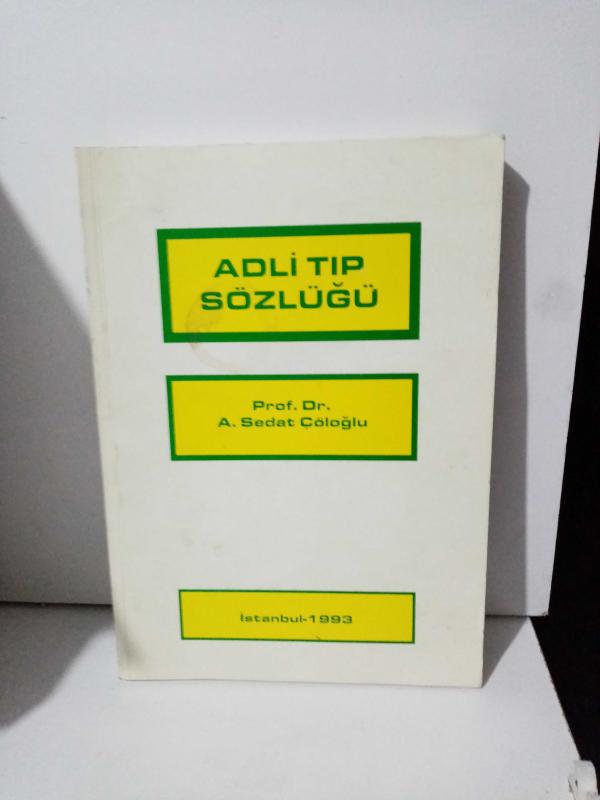 ADLİ TIP
SÖZLÜĞÜ
Prof. Dr.
A. Sedat Çöloğlu
İstanbul-1993